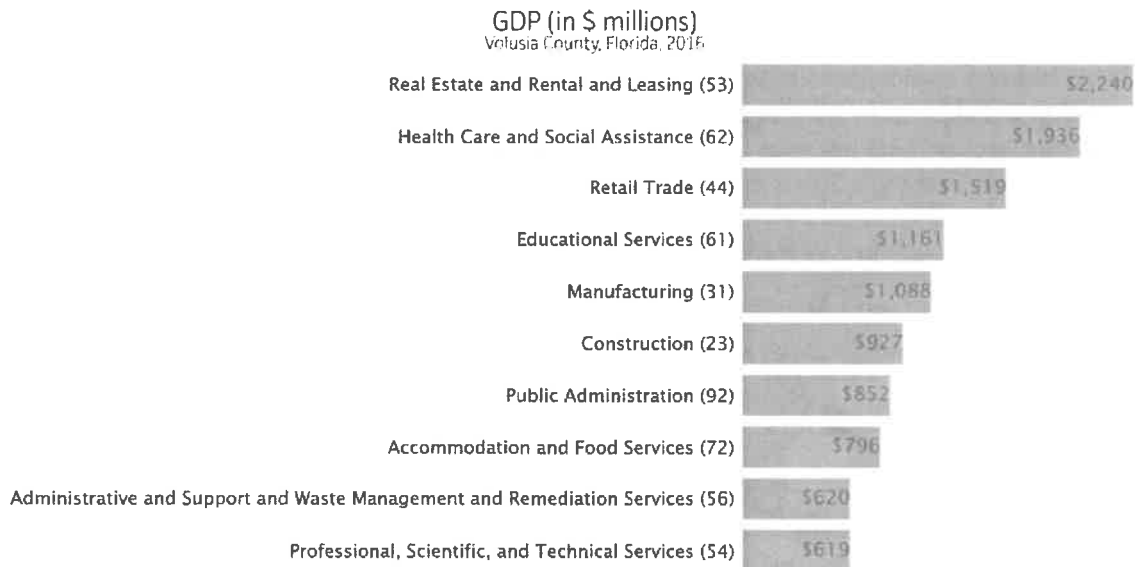 GDP (in $ millions)
Volusia County, Florida, 2016
Real Estate and Rental and Leasing (53) $2,240
Health Care and Social Assistance (62) $1,936
Retail Trade (44) $1,519
Educational Services (61) $1,161
Manufacturing (31) $1,088
Construction (23) $927
Public Administration (92) $852
Accommodation and Food Services (72) $796
Administrative and Support and Waste Management and Remediation Services (56) $620
Professional, Scientific, and Technical Services (54) $619